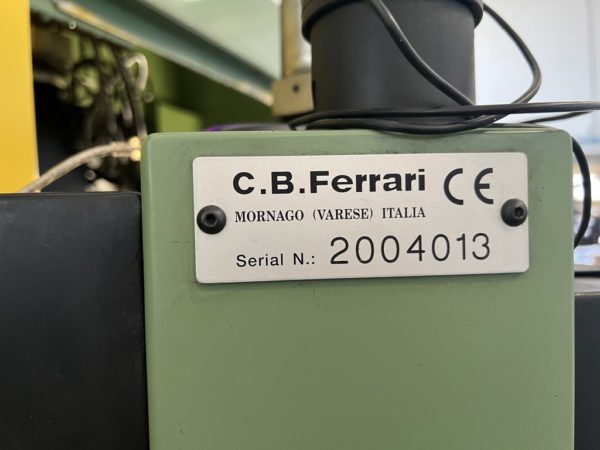 C.B.Ferrari CE
MORNAGO (VARESE) ITALIA
Serial N.: 2004013